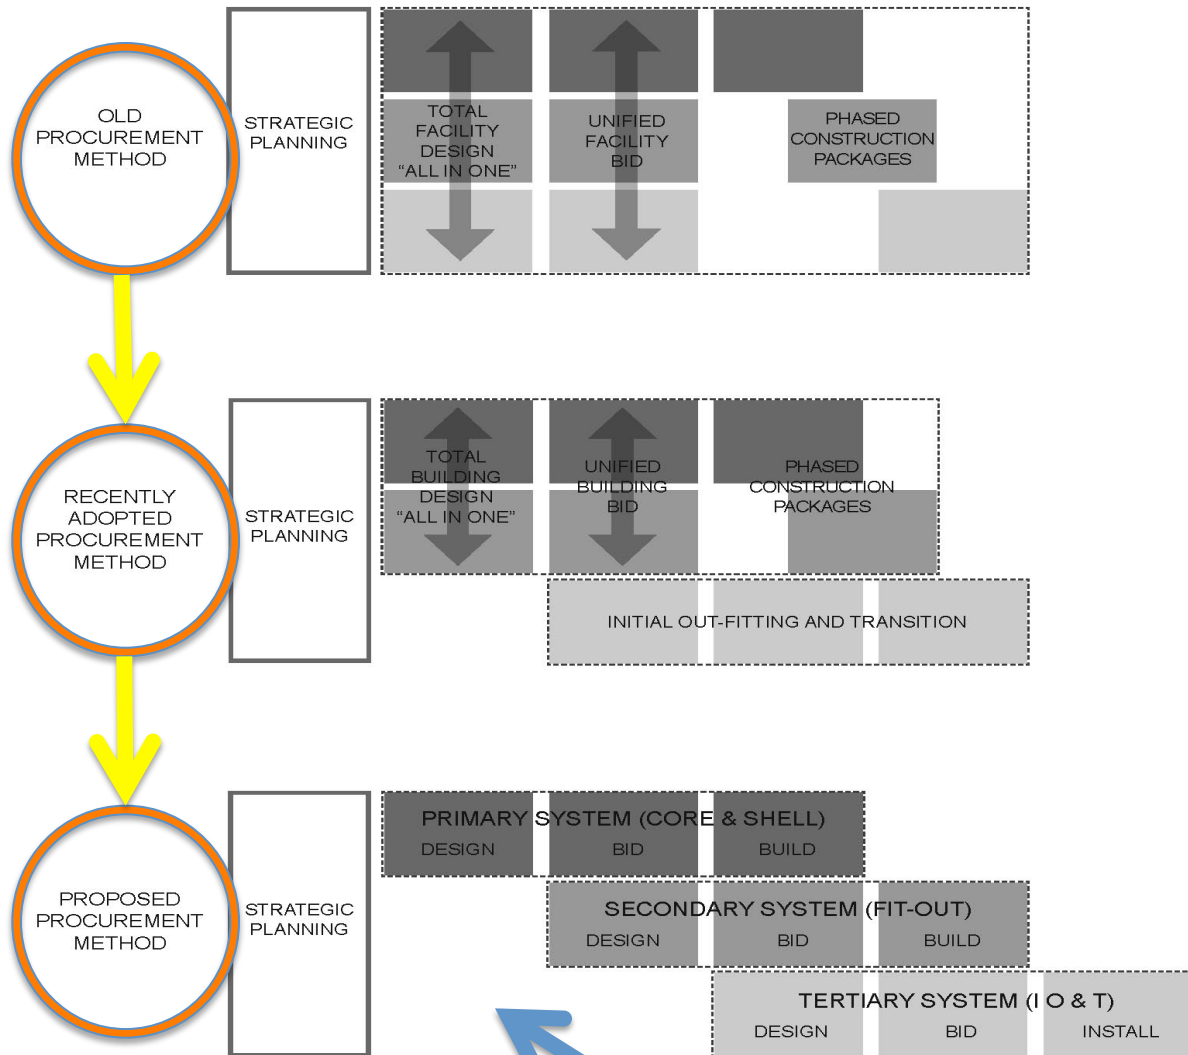 OLD
PROCUREMENT
METHOD
STRATEGIC
PLANNING
TOTAL
FACILITY
DESIGN
“ALL IN ONE”
UNIFIED
FACILITY
BID
PHASED
CONSTRUCTION
PACKAGES
RECENTLY
ADOPTED
PROCUREMENT
METHOD
STRATEGIC
PLANNING
TOTAL
BUILDING
DESIGN
“ALL IN ONE”
UNIFIED
BUILDING
BID
PHASED
CONSTRUCTION
PACKAGES
INITIAL OUT-FITTING AND TRANSITION
PROPOSED
PROCUREMENT
METHOD
STRATEGIC
PLANNING
PRIMARY SYSTEM (CORE & SHELL)
DESIGN BID BUILD
SECONDARY SYSTEM (FIT-OUT)
DESIGN BID BUILD
TERTIARY SYSTEM (I O & T)
DESIGN BID INSTALL